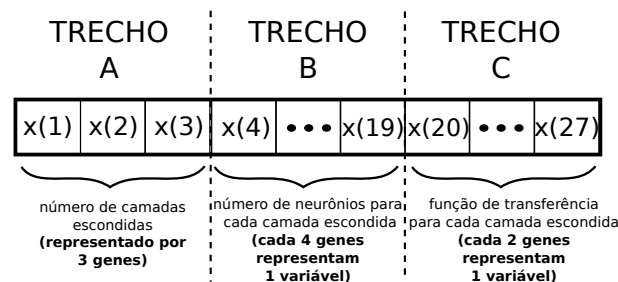 TRECHO A
TRECHO B
TRECHO C
x(1) x(2) x(3) x(4) ••• x(19) x(20) ••• x(27)
número de camadas
escondidas
(representado por
3 genes)
número de neurônios para
cada camada escondida
(cada 4 genes
representam
1 variável)
função de transferência
para cada camada escondida
(cada 2 genes
representam
1 variável)